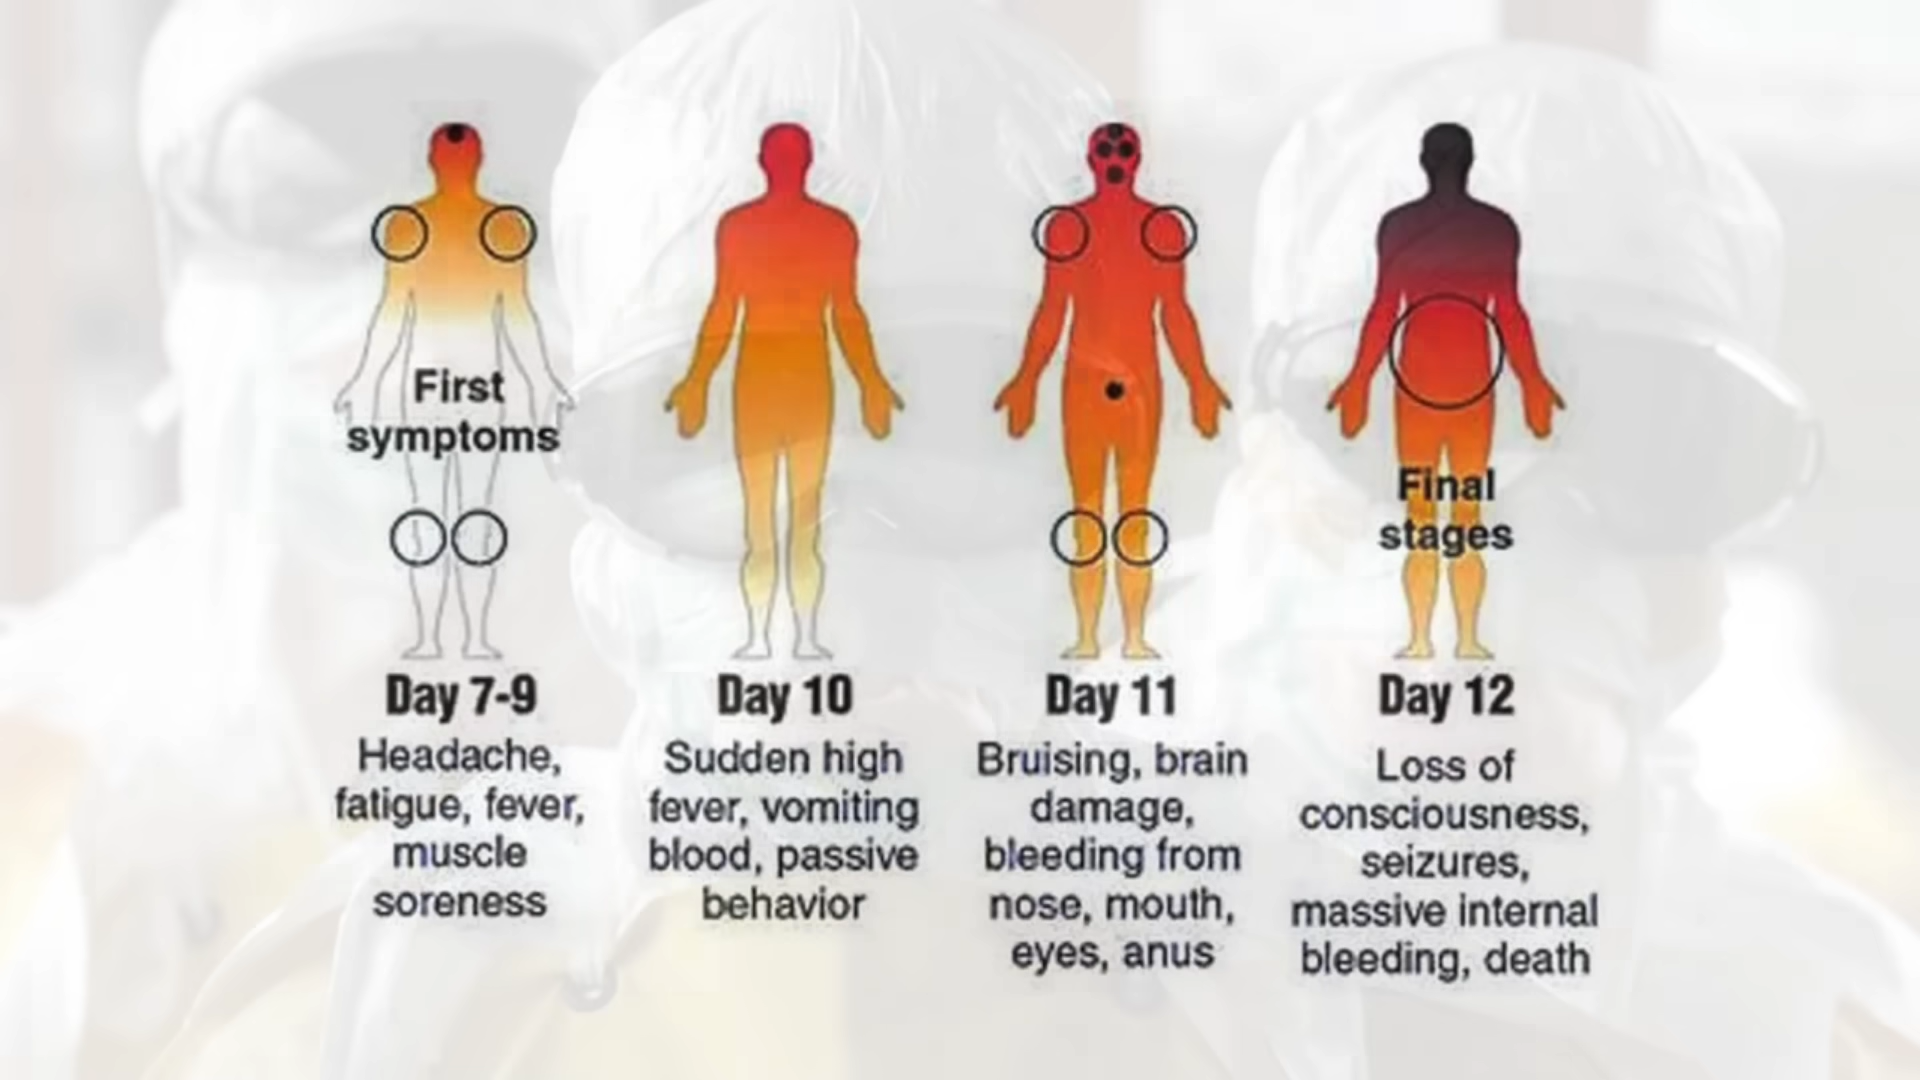 First
symptoms
Day 7-9
Headache,
fatigue, fever,
muscle
soreness
Day 10
Sudden high
fever, vomiting
blood, passive
behavior
Day 11
Bruising, brain
damage,
bleeding from
nose, mouth,
eyes, anus
Final
stages
Day 12
Loss of
consciousness,
seizures,
massive internal
bleeding, death